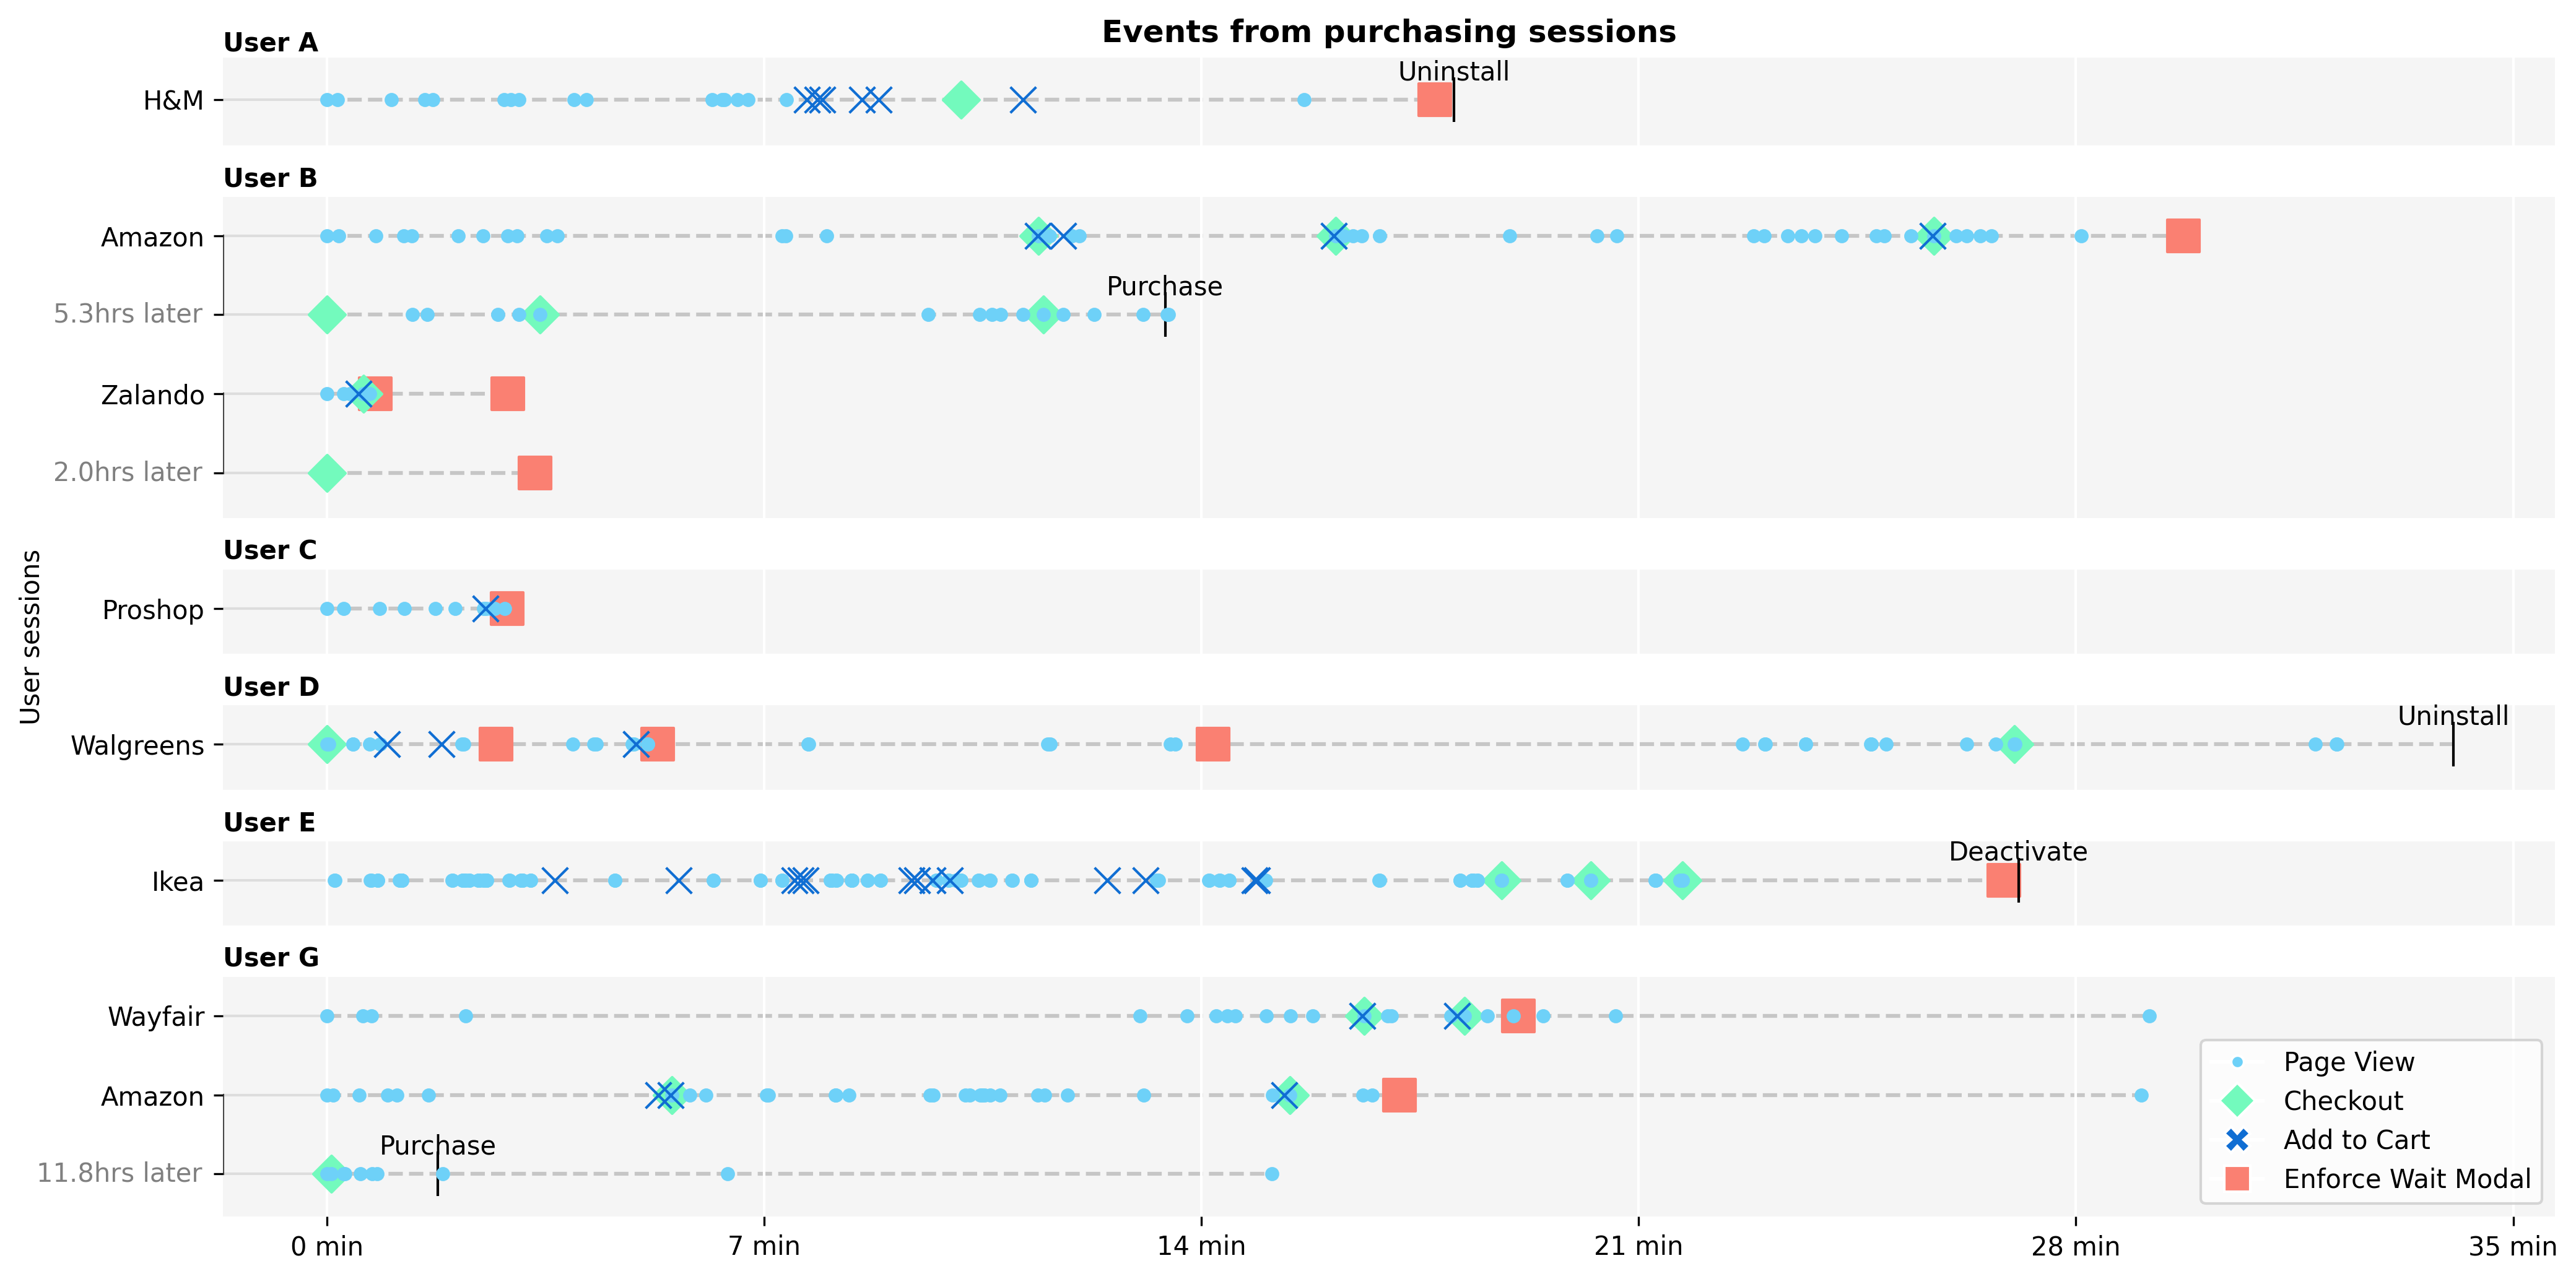 Events from purchasing sessions
User A
Uninstall
H&M
User B
Amazon
Purchase
5.3hrs later
Zalando
2.0hrs later
User C
Proshop
User sessions
User D
Uninstall
Walgreens
User E
Deactivate
Ikea
User G
Wayfair
Amazon
Purchase
11.8hrs later
Page View
Checkout
Add to Cart
Enforce Wait Modal
0 min 7 min 14 min 21 min 28 min 35 min